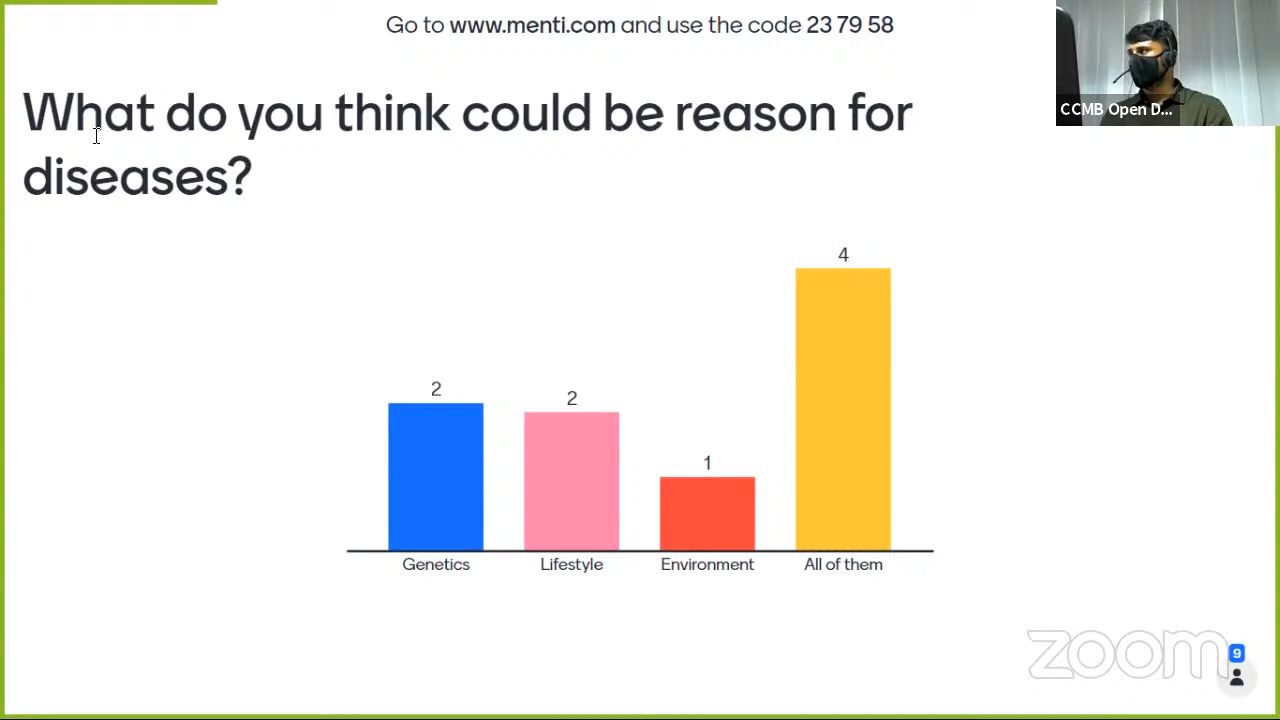 Go to www.menti.com and use the code 23 79 58
CCMB Open D...
What do you think could be reason for
diseases?
4
2
2
1
Genetics
Lifestyle
Environment
All of them
zoom
9